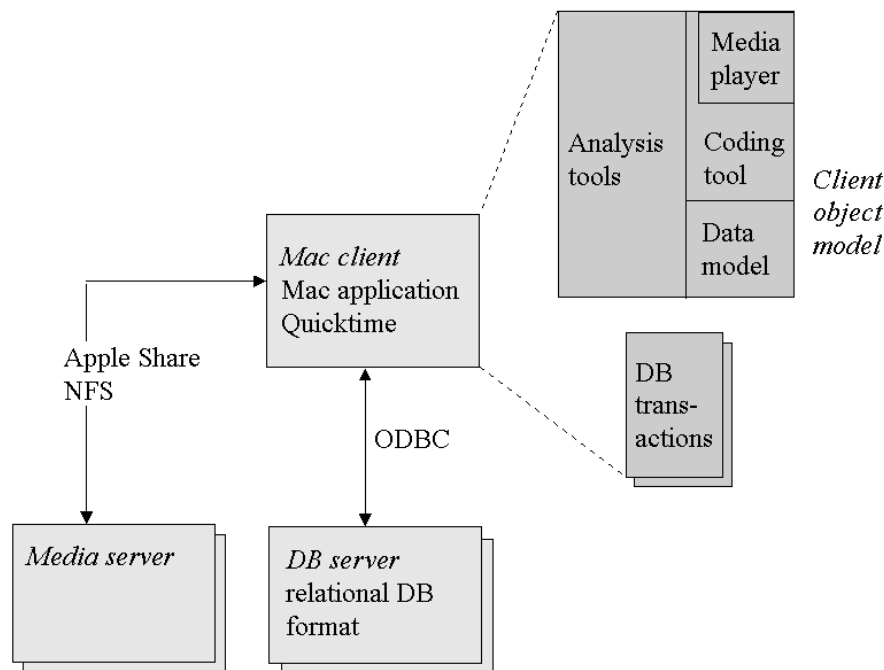 Media
player
Analysis
tools
Coding
tool
Client
object
model
Data
model
Mac client
Mac application
Quicktime
Apple Share
NFS
DB
trans-
actions
ODBC
Media server
DB server
relational DB
format